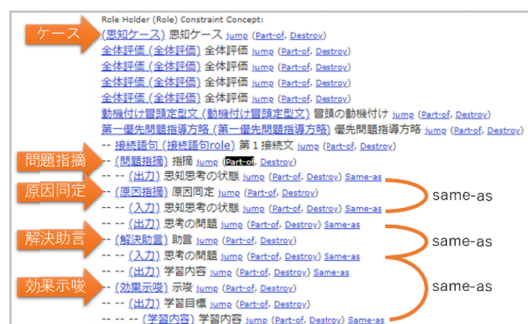 Role Holder (Role) Constraint Concept:
ケース
(思知ケース) 思知ケース jump (Part-of, Destroy)
全体評価 (全体評価) 全体評価 jump (Part-of, Destroy)
全体評価 (全体評価) 全体評価 jump (Part-of, Destroy)
全体評価 (全体評価) 全体評価 jump (Part-of, Destroy)
全体評価 (全体評価) 全体評価 jump (Part-of, Destroy)
動機付け冒頭定型文 (動機付け冒頭定型文) 冒頭の動機付け jump (Part-of, Destroy)
第一優先問題指導方略 (第一優先問題指導方略) 優先問題指導方略 jump (Part-of, Destroy)
-- 接続語句 (接続語句role) 第１接続文 jump (Part-of, Destroy)
問題指摘
-- (問題指摘) 指摘 jump (Part-of, Destroy)
-- -- (出力) 思知思考の状態 jump (Part-of, Destroy) Same-as
原因同定
-- (原因指摘) 原因同定 jump (Part-of, Destroy)
same-as
-- -- (入力) 思知思考の状態 jump (Part-of, Destroy) Same-as
-- -- (出力) 思考の問題 jump (Part-of, Destroy) Same-as
解決助言
-- (解決助言) 助言 jump (Part-of, Destroy)
same-as
-- -- (入力) 思考の問題 jump (Part-of, Destroy) Same-as
-- -- (出力) 学習内容 jump (Part-of, Destroy) Same-as
効果示唆
-- (効果示唆) 示唆 jump (Part-of, Destroy)
same-as
-- -- (出力) 学習目標 jump (Part-of, Destroy)
-- -- -- (学習内容) 学習内容 jump (Part-of, Destroy) Same-as